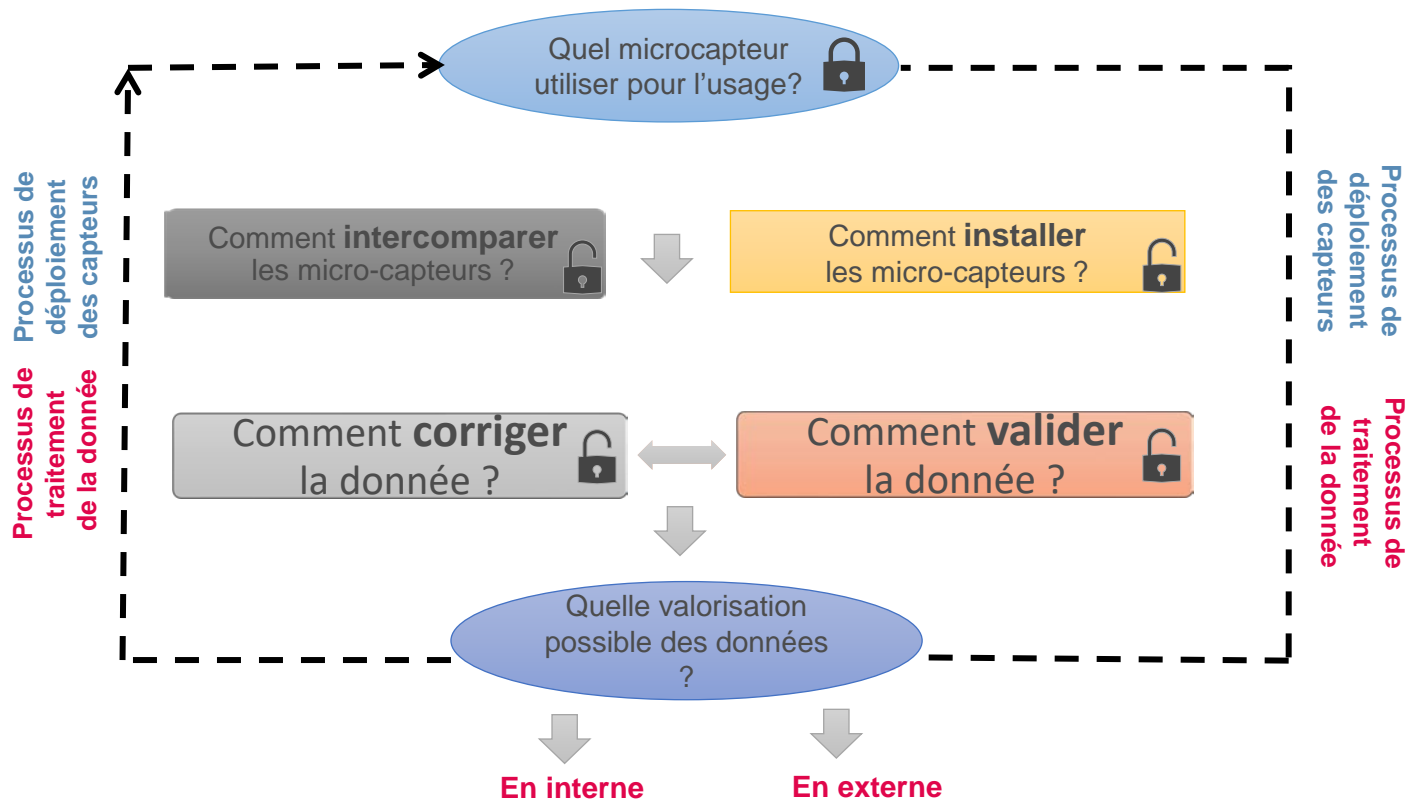 Quel microcapteur
utiliser pour l'usage?
Processus de
déploiement
des capteurs
Processus de
déploiement
des capteurs
Comment intercomparer
les micro-capteurs ?
Comment installer
les micro-capteurs ?
Processus de
traitement
de la donnée
Processus de
traitement
de la donnée
Comment corriger
la donnée ?
Comment valider
la donnée ?
Quelle valorisation
possible des données
?
En interne
En externe